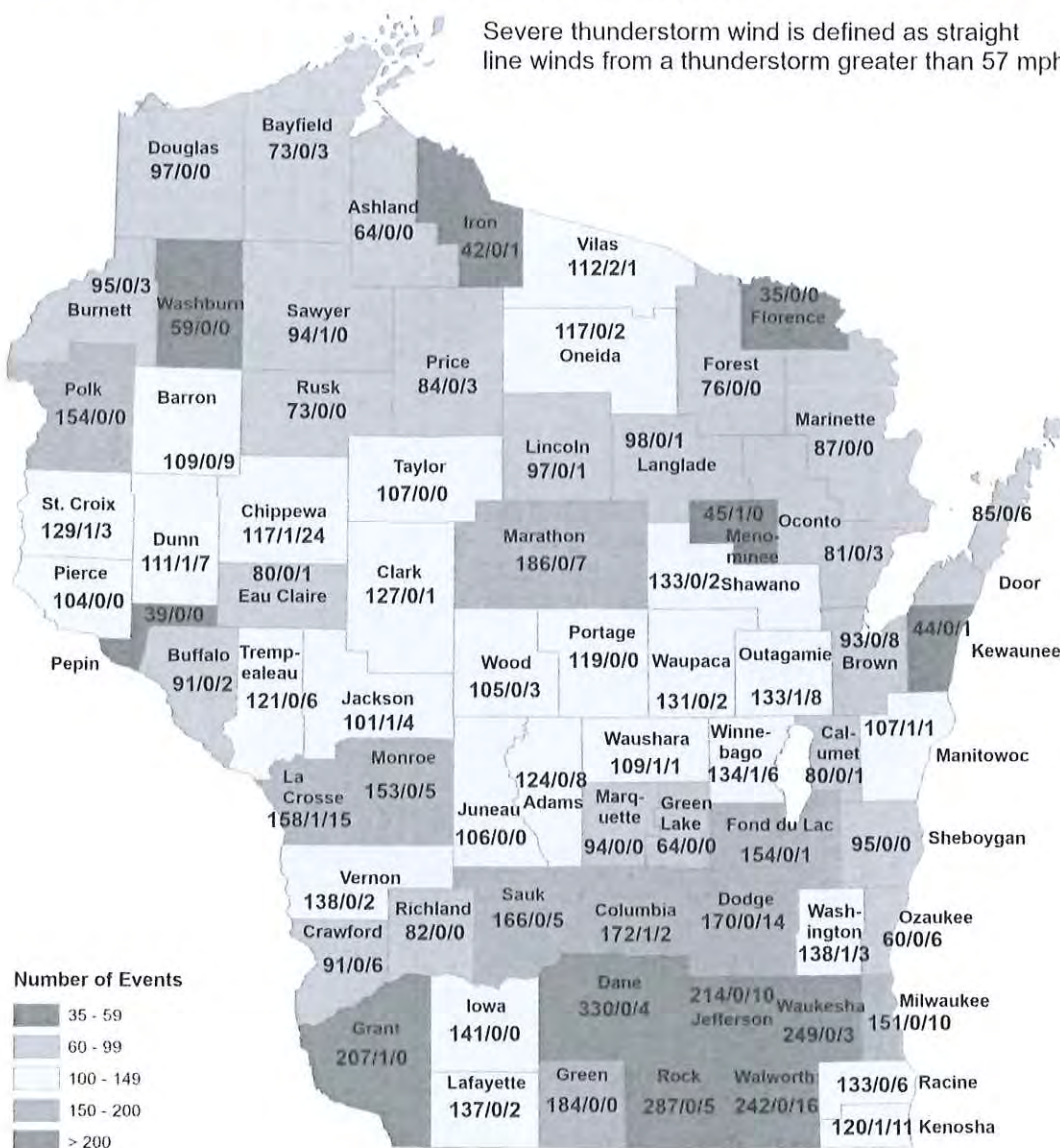 Severe thunderstorm wind is defined as straight
line winds from a thunderstorm greater than 57 mph
Douglas
97/0/0
Bayfield
73/0/3
Ashland
64/0/0
Iron
42/0/1
Vilas
112/2/1
35/0/0
Florence
95/0/3
Burnett
Washburn
59/0/0
Sawyer
94/1/0
Price
84/0/3
117/0/2
Oneida
Forest
76/0/0
Polk
154/0/0
Barron
109/0/9
Rusk
73/0/0
Marinette
87/0/0
Lincoln
97/0/1
98/0/1
Langlade
Taylor
107/0/0
St. Croix
129/1/3
Dunn
111/1/7
Chippewa
117/1/24
Marathon
186/0/7
45/1/0
Meno-
minee
Oconto
81/0/3
85/0/6
Door
Pierce
104/0/0
80/0/1
Eau Claire
Clark
127/0/1
133/0/2 Shawano
39/0/0
Pepin
Buffalo
91/0/2
Tremp-
ealeau
121/0/6
Jackson
101/1/4
Wood
105/0/3
Portage
119/0/0
Waupaca
131/0/2
Outagamie
133/1/8
93/0/8
Brown
44/0/1
Kewaunee
La
Crosse
158/1/15
Monroe
153/0/5
Juneau
106/0/0
124/0/8
Adams
Waushara
109/1/1
Winne-
bago
134/1/6
Cal-
umet
80/0/1
107/1/1
Manitowoc
Marq-
uette
94/0/0
Green
Lake
64/0/0
Fond du Lac
154/0/1
95/0/0
Sheboygan
Vernon
138/0/2
Richland
82/0/0
Sauk
166/0/5
Columbia
172/1/2
Dodge
170/0/14
Wash-
ington
138/1/3
Ozaukee
60/0/6
Crawford
91/0/6
Grant
207/1/0
Iowa
141/0/0
Dane
330/0/4
214/0/10
Jefferson
Waukesha
249/0/3
Milwaukee
151/0/10
Lafayette
137/0/2
Green
184/0/0
Rock
287/0/5
Walworth
242/0/16
133/0/6 Racine
120/1/11 Kenosha
Number of Events
35 - 59
60 - 99
100 - 149
150 - 200
> 200